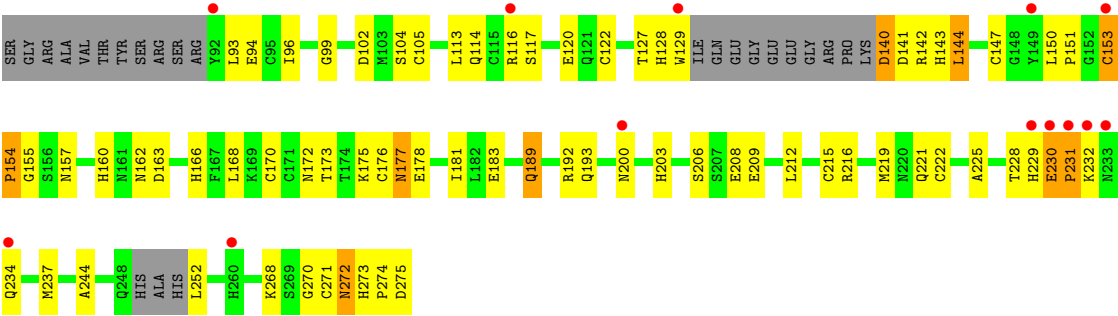 SER GLY ARG ALA VAL THR TYR SER ARG SER ARG Y92 L93 E94 C95 I96 G99 D102 M103 S104 C105 L113 Q114 C115 R116 S117 E120 Q121 C122 T127 H128 W129 ILE GLN GLU GLY GLU GLU GLY ARG PRO LYS D140 D141 R142 H143 L144 C147 G148 Y149 L150 P151 G152 C153
P154 G155 S156 N157 H160 N161 N162 D163 H166 F167 L168 K169 C170 C171 N172 T173 T174 K175 C176 N177 E178 I181 L182 E183 Q189 R192 Q193 N200 H203 S206 S207 E208 E209 L212 C215 R216 M219 N220 Q221 C222 A225 T228 H229 E230 P231 K232 N233
Q234 M237 A244 Q248 HIS ALA HIS L252 H260 K268 S269 G270 C271 N272 H273 P274 D275